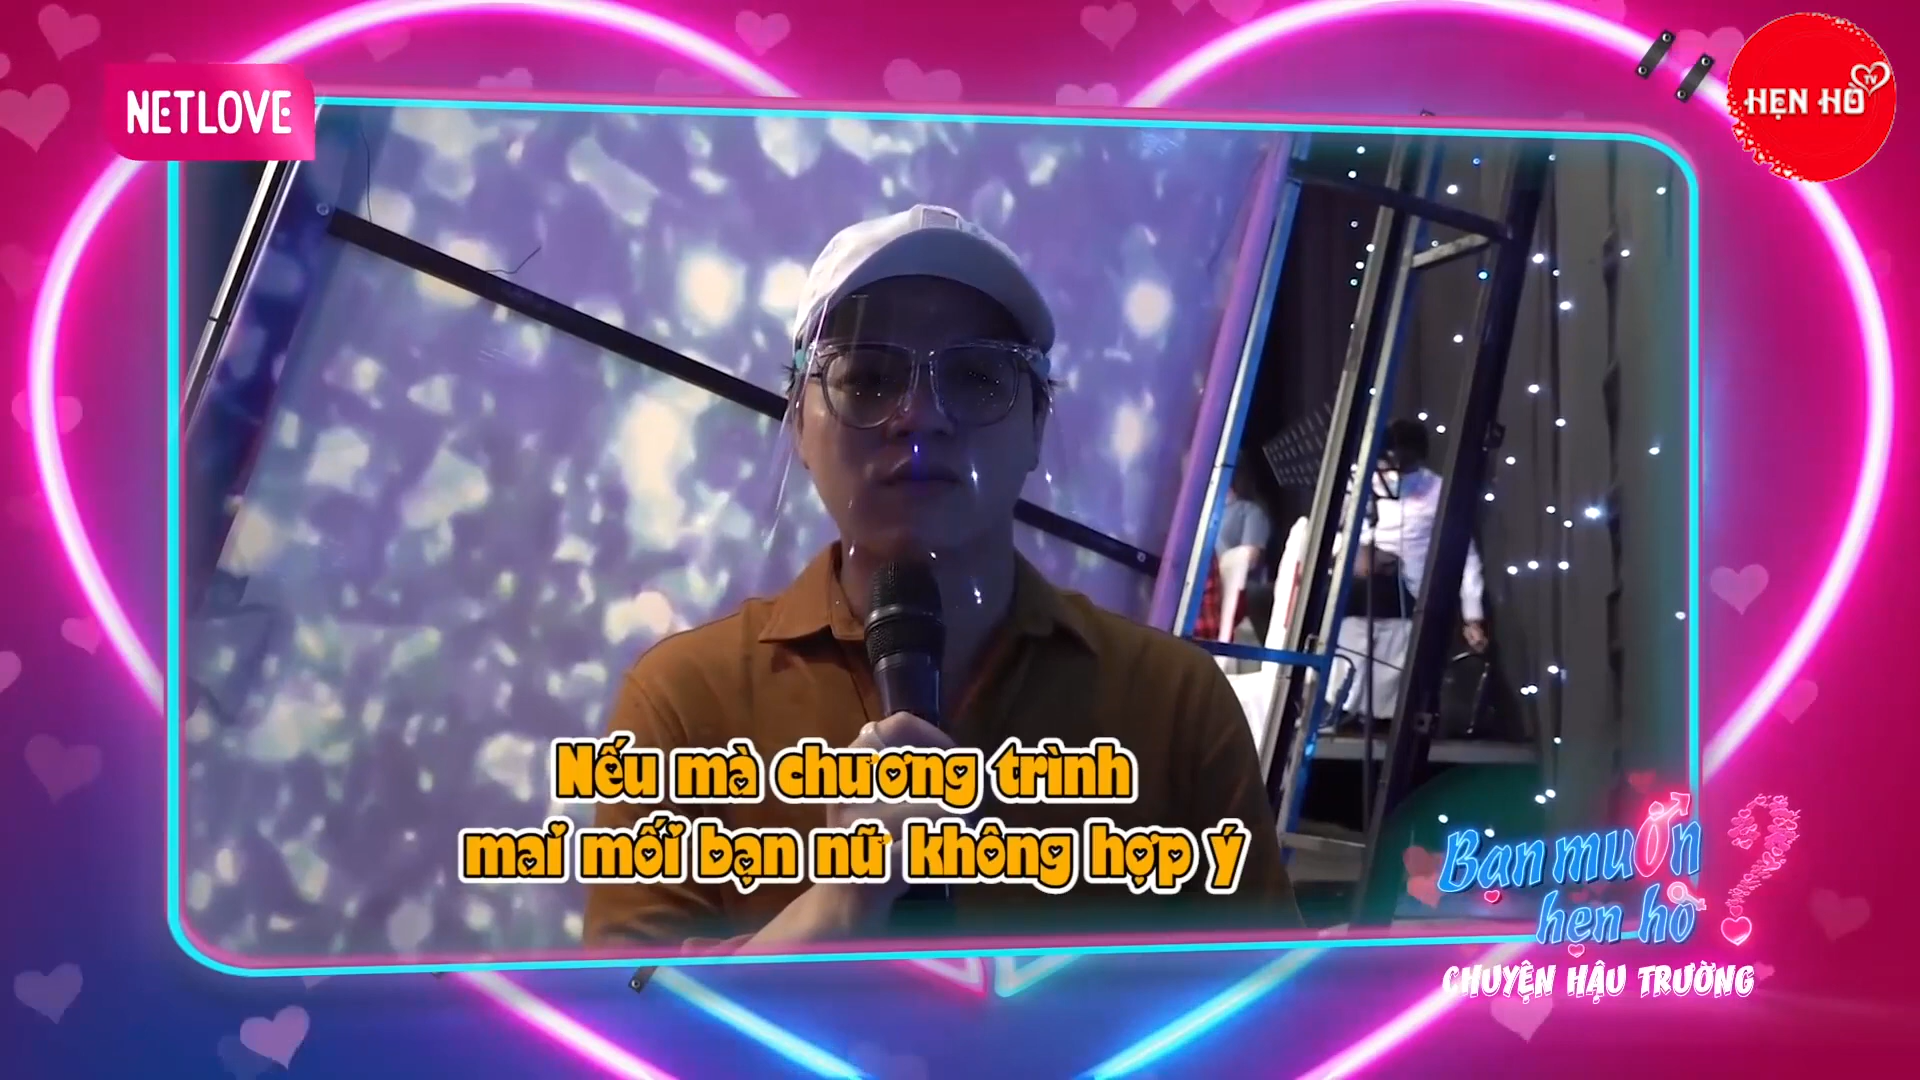 NETLOVE
HẸN HÒ
TV
Nếu mà chương trình
mai mối bạn nữ không hợp ý
Bạn muốn
hẹn hò?
CHUYỆN HẬU TRƯỜNG